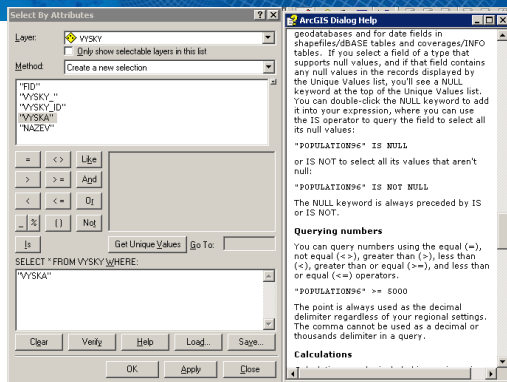 Select By Attributes
Layer: VYSKY
Only show selectable layers in this list
Method: Create a new selection
"FID"
"VYSKY_"
"VYSKY_ID"
"VYSKA"
"NAZEV"
= <> Like
> >= And
< <= Or
_ % () Not
Is Get Unique Values Go To:
SELECT * FROM VYSKY WHERE:
"VYSKA"
Clear Verify Help Load... Save...
OK Apply Close
ArcGIS Dialog Help
geodatabases and for date fields in
shapefiles/dBASE tables and coverages/INFO
tables. If you select a field of a type that
supports null values, and if that field contains
any null values in the records displayed by
the Unique Values list, you'll see a NULL
keyword at the top of the Unique Values list.
You can double-click the NULL keyword to add
it into your expression, where you can use
the IS operator to query the field to select all
its null values:
"POPULATION96" IS NULL
or IS NOT to select all its values that aren't
null:
"POPULATION96" IS NOT NULL
The NULL keyword is always preceded by IS
or IS NOT.
Querying numbers
You can query numbers using the equal (=),
not equal (<>), greater than (>), less than
(<), greater than or equal (>=), and less than
or equal (<=) operators.
"POPULATION96" >= 5000
The point is always used as the decimal
delimiter regardless of your regional settings.
The comma cannot be used as a decimal or
thousands delimiter in a query.
Calculations